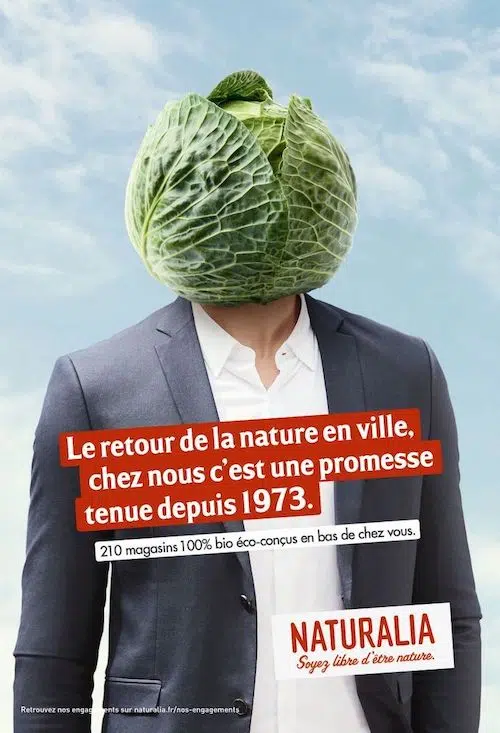 Le retour de la nature en ville,
chez nous c'est une promesse
tenue depuis 1973.
210 magasins 100% bio éco-conçus en bas de chez vous.
NATURALIA
Soyez libre d'être nature.
Retrouvez nos engagements sur naturalia.fr/nos-engagements